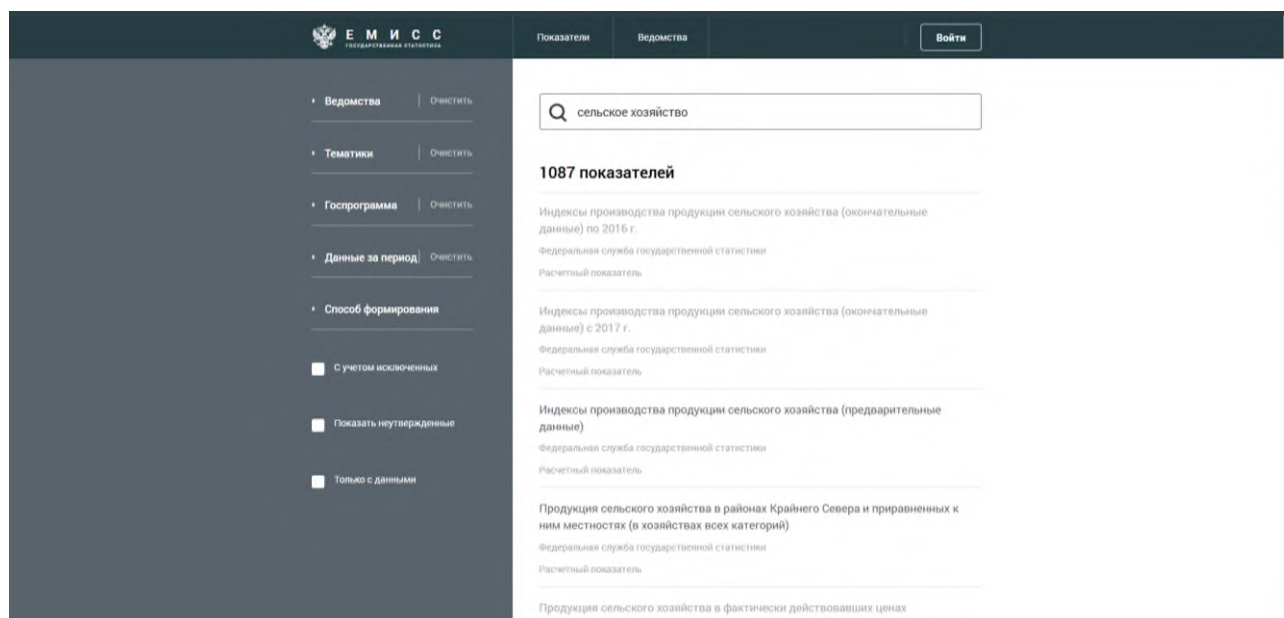 ЕМИСС
ГОСУДАРСТВЕННАЯ СТАТИСТИКА
Показатели
Ведомства
Войти
Ведомства
Очистить
Тематики
Очистить
Госпрограмма
Очистить
Данные за период
Очистить
Способ формирования
С учетом исключенных
Показать неутвержденные
Только с данными
сельское хозяйство
1087 показателей
Индексы производства продукции сельского хозяйства (окончательные
данные) по 2016 г.
Федеральная служба государственной статистики
Расчетный показатель
Индексы производства продукции сельского хозяйства (окончательные
данные) с 2017 г.
Федеральная служба государственной статистики
Расчетный показатель
Индексы производства продукции сельского хозяйства (предварительные
данные)
Федеральная служба государственной статистики
Расчетный показатель
Продукция сельского хозяйства в районах Крайнего Севера и приравненных к
ним местностях (в хозяйствах всех категорий)
Федеральная служба государственной статистики
Расчетный показатель
Продукция сельского хозяйства в фактически действовавших ценах